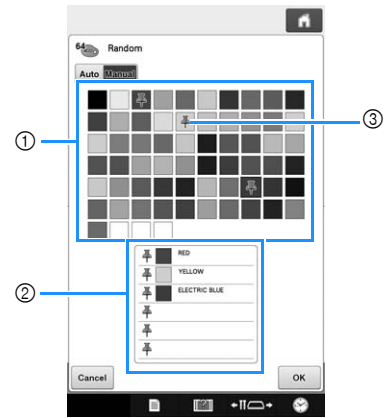 64 Random
Auto Manual
①
③
②
RED
YELLOW
ELECTRIC BLUE
Cancel OK